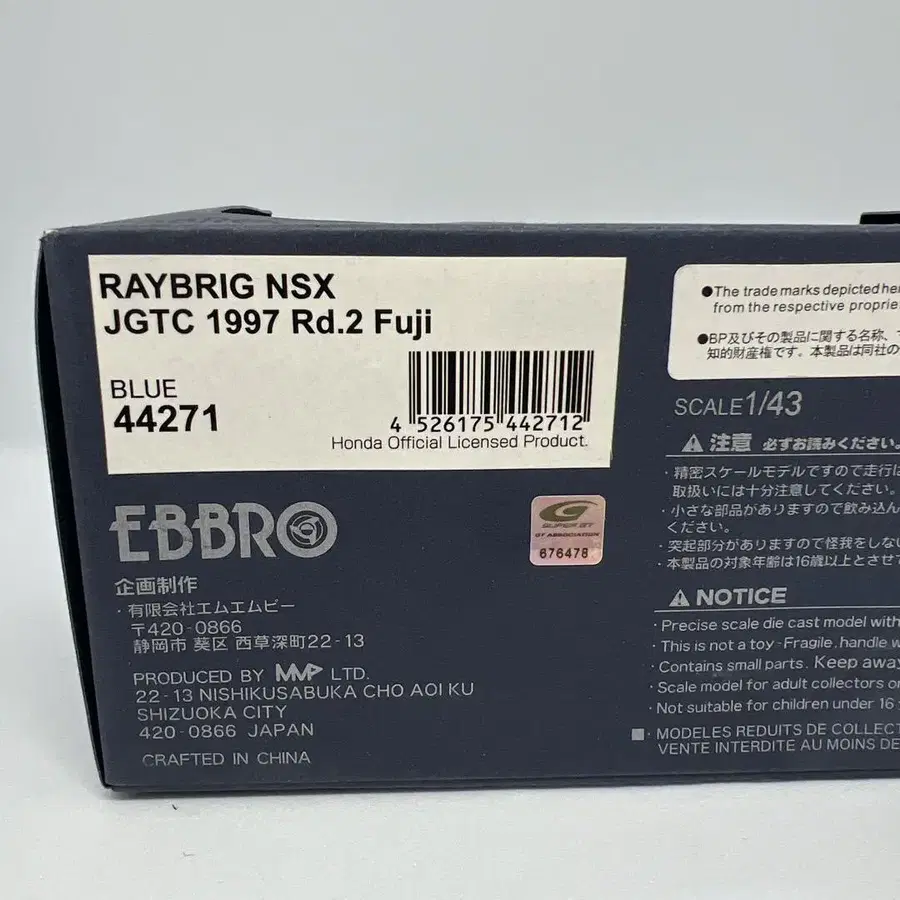 RAYBRIG NSX
JGTC 1997 Rd.2 Fuji
BLUE
44271
4 526175 442712
Honda Official Licensed Product.
EBBRO
企画制作
・有限会社エムエムピー
〒420-0866
静岡市 葵区 西草深町22-13
PRODUCED BY MMP LTD.
22-13 NISHIKUSABUKA CHO AOI KU
SHIZUOKA CITY
420-0866 JAPAN
CRAFTED IN CHINA
SUPER GT
GT ASSOCIATION
676478
●The trade marks depicted
from the respective
●BP及びその製品に関する名称、
知的財産権です。本製品は同社の
SCALE 1/43
注意 必ずお読みください。
・精密スケールモデルですので走行
取扱いには十分注意してください。
・小さな部品がありますので飲み込
ください。
・突起部分がありますので怪我をしな
・本製品の対象年齢は16歳以上とさせ
NOTICE
・Precise scale die cast model with
・This is not a toy-Fragile, handle
・Contains small parts. Keep away
・Scale model for adult collectors
・Not suitable for children under 16
・MODELES REDUITS DE
VENTE INTERDITE AU MOINS DE